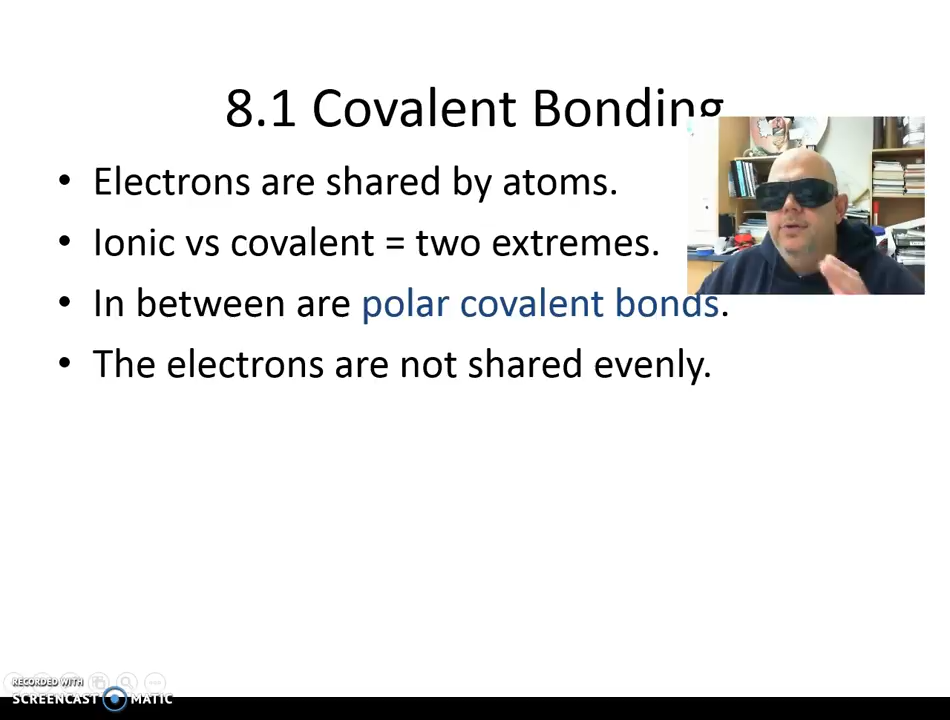 8.1 Covalent Bonding
• Electrons are shared by atoms.
• Ionic vs covalent = two extremes.
• In between are polar covalent bonds.
• The electrons are not shared evenly.
RECORDED WITH
SCREENCAST MATIC